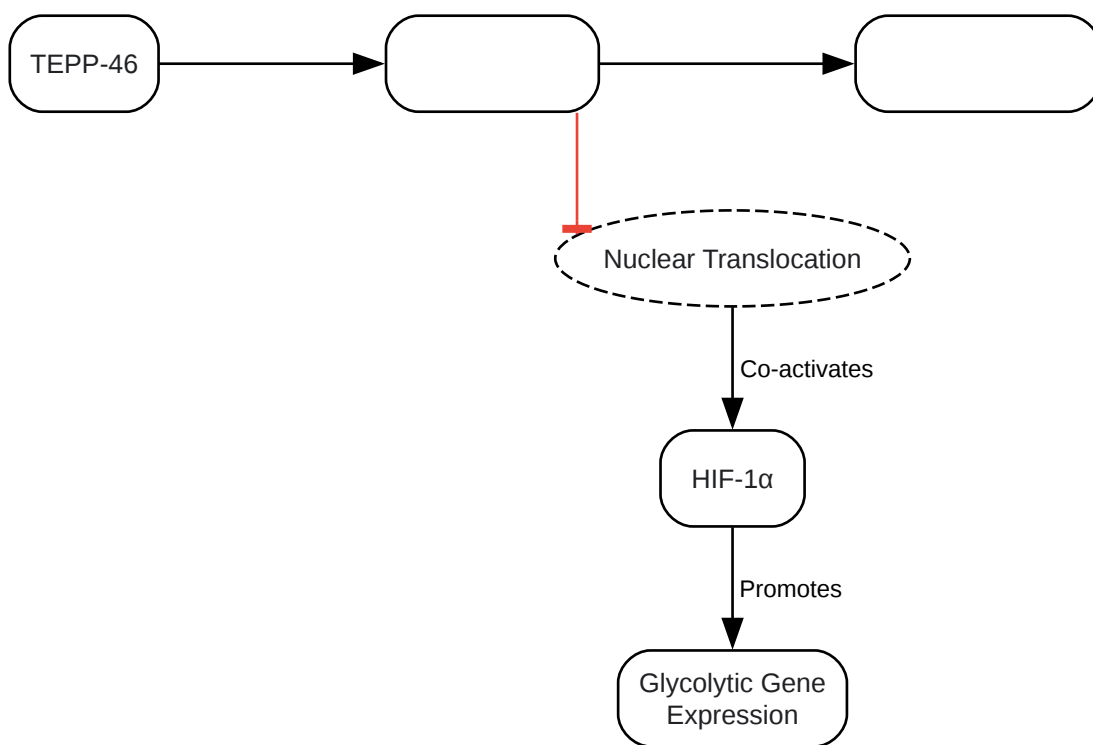 TEPP-46
Nuclear Translocation
Co-activates
HIF-1α
Promotes
Glycolytic Gene
Expression